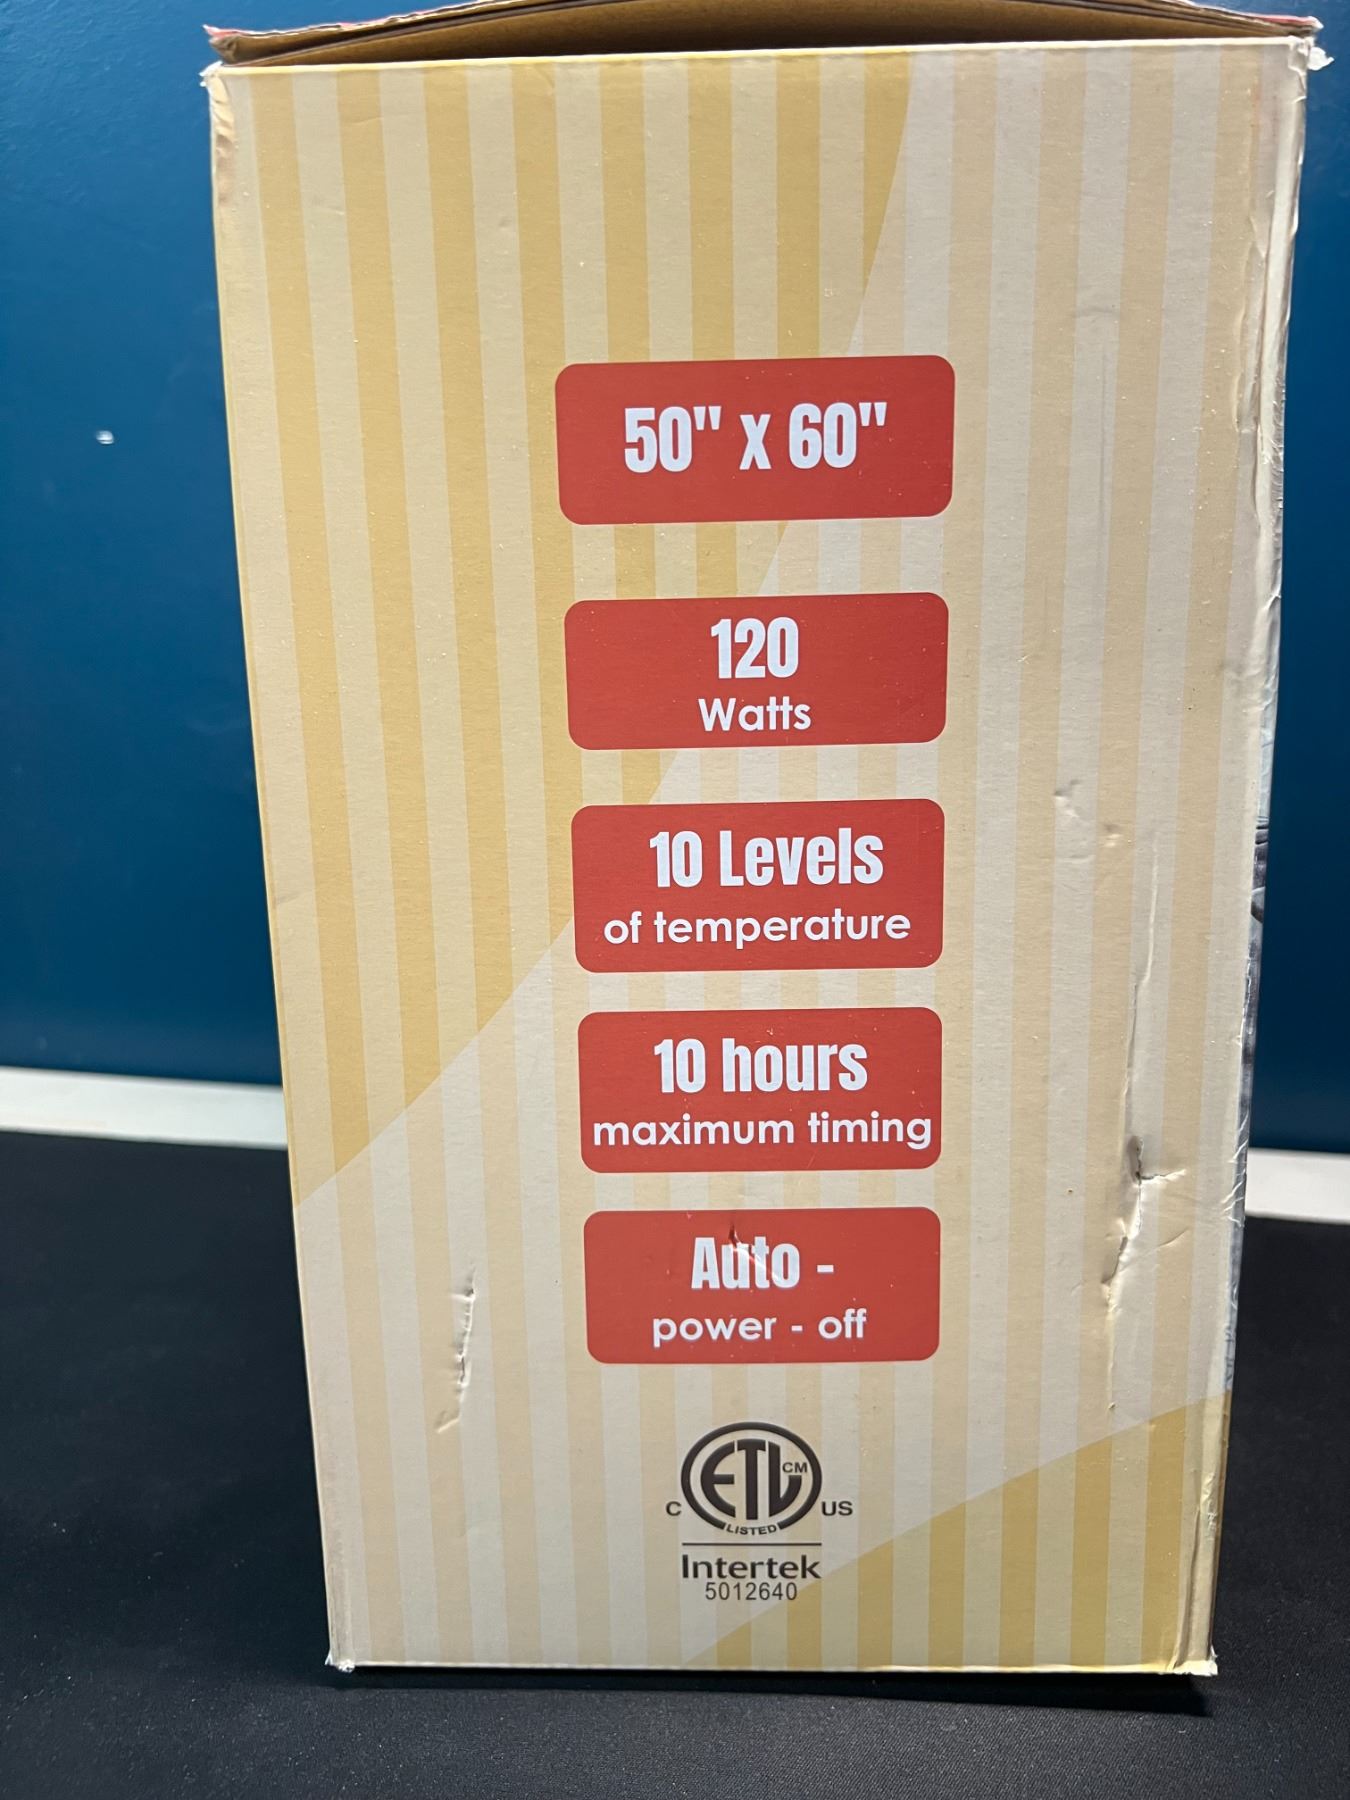 50" x 60"
120
Watts
10 Levels
of temperature
10 hours
maximum timing
Auto -
power - off
ETL CM
C US
LISTED
Intertek
5012640